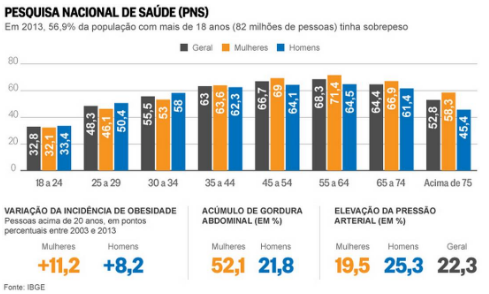 PESQUISA NACIONAL DE SAÚDE (PNS)
Em 2013, 56,9% da população com mais de 18 anos (82 milhões de pessoas) tinha sobrepeso
Geral Mulheres Homens
80
60
40
20
0
32,8 32,1 33,4
48,3 46,1 50,4
55,5 53 58
63 63,6 62,3
66,7 69 64,1
68,3 71,4 64,5
64,4 66,9 61,4
52,8 58,3 45,4
18 a 24 25 a 29 30 a 34 35 a 44 45 a 54 55 a 64 65 a 74 Acima de 75
VARIAÇÃO DA INCIDÊNCIA DE OBESIDADE
Pessoas acima de 20 anos, em pontos
percentuais entre 2003 e 2013
Mulheres Homens
+11,2 +8,2
ACÚMULO DE GORDURA
ABDOMINAL (EM %)
Mulheres Homens
52,1 21,8
ELEVAÇÃO DA PRESSÃO
ARTERIAL (EM %)
Mulheres Homens Geral
19,5 25,3 22,3
Fonte: IBGE